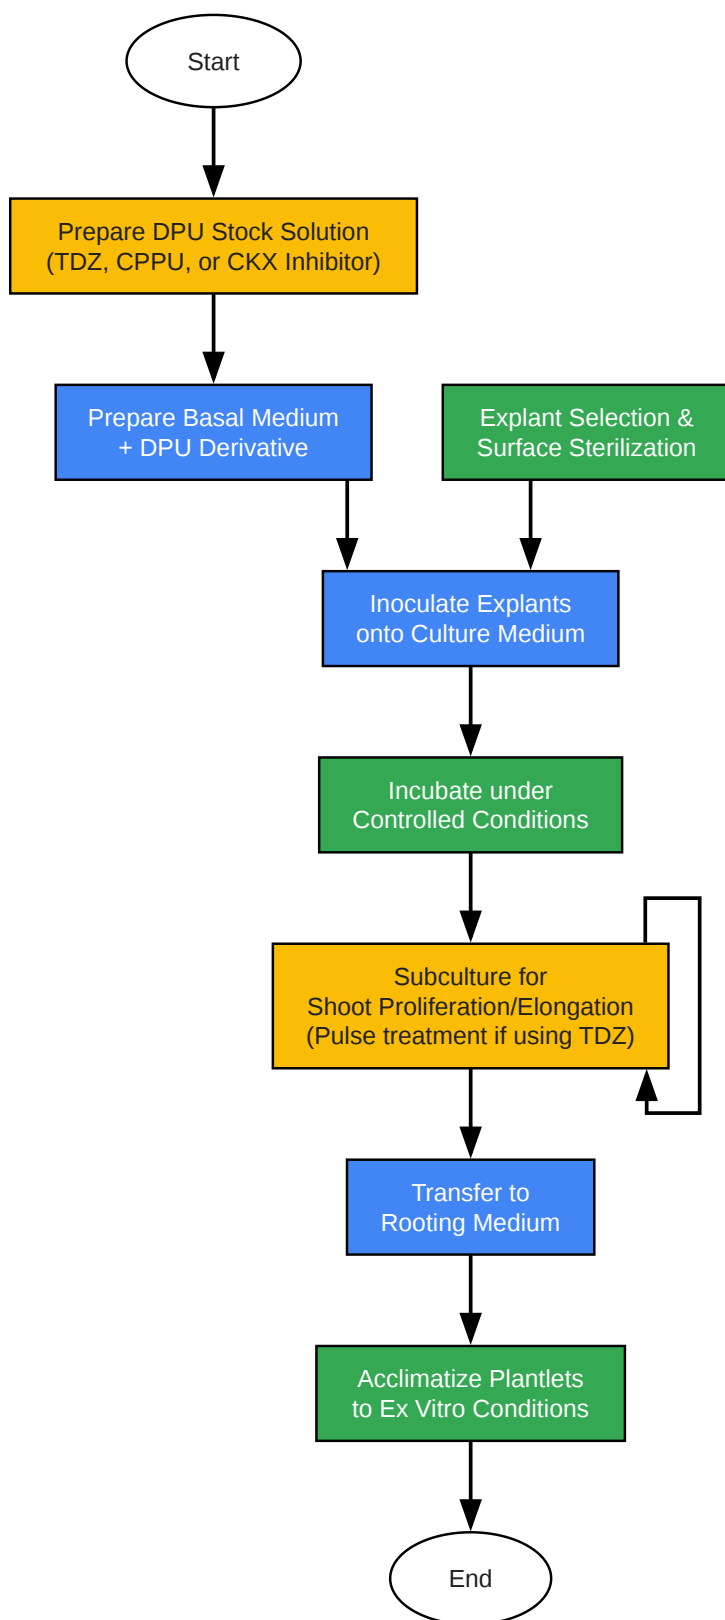 Start
Prepare DPU Stock Solution
(TDZ, CPPU, or CKX Inhibitor)
Prepare Basal Medium
+ DPU Derivative
Explant Selection &
Surface Sterilization
Inoculate Explants
onto Culture Medium
Incubate under
Controlled Conditions
Subculture for
Shoot Proliferation/Elongation
(Pulse treatment if using TDZ)
Transfer to
Rooting Medium
Acclimatize Plantlets
to Ex Vitro Conditions
End